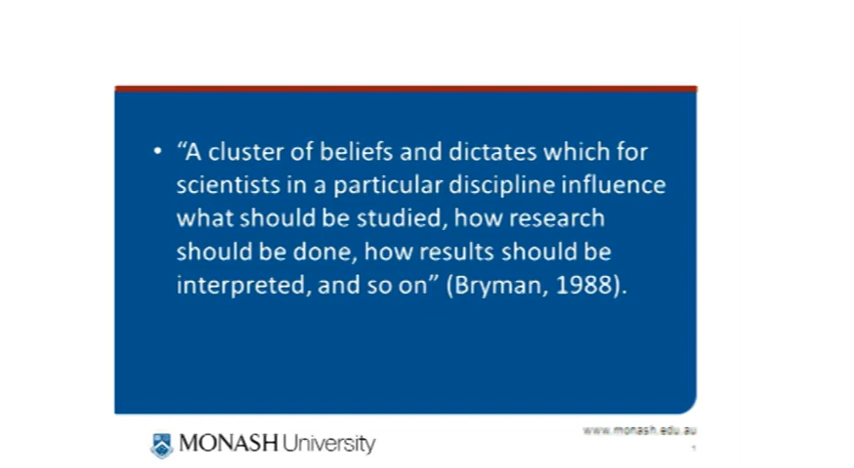 • “A cluster of beliefs and dictates which for
scientists in a particular discipline influence
what should be studied, how research
should be done, how results should be
interpreted, and so on” (Bryman, 1988).
MONASH University
www.monash.edu.au